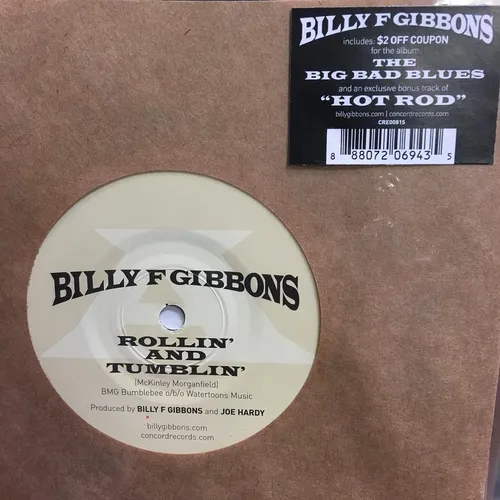 BILLY F GIBBONS
includes: $2 OFF COUPON
for the album
THE
BIG BAD BLUES
and an exclusive bonus track of
"HOT ROD"
billygibbons.com | concordrecords.com
CRE00815
8 88072 06943 5
BILLY F GIBBONS
ROLLIN'
AND
TUMBLIN'
(McKinley Morganfield)
BMG Bumblebee o/b/o Watertoons Music
Produced by BILLY F GIBBONS and JOE HARDY
billygibbons.com
concordrecords.com